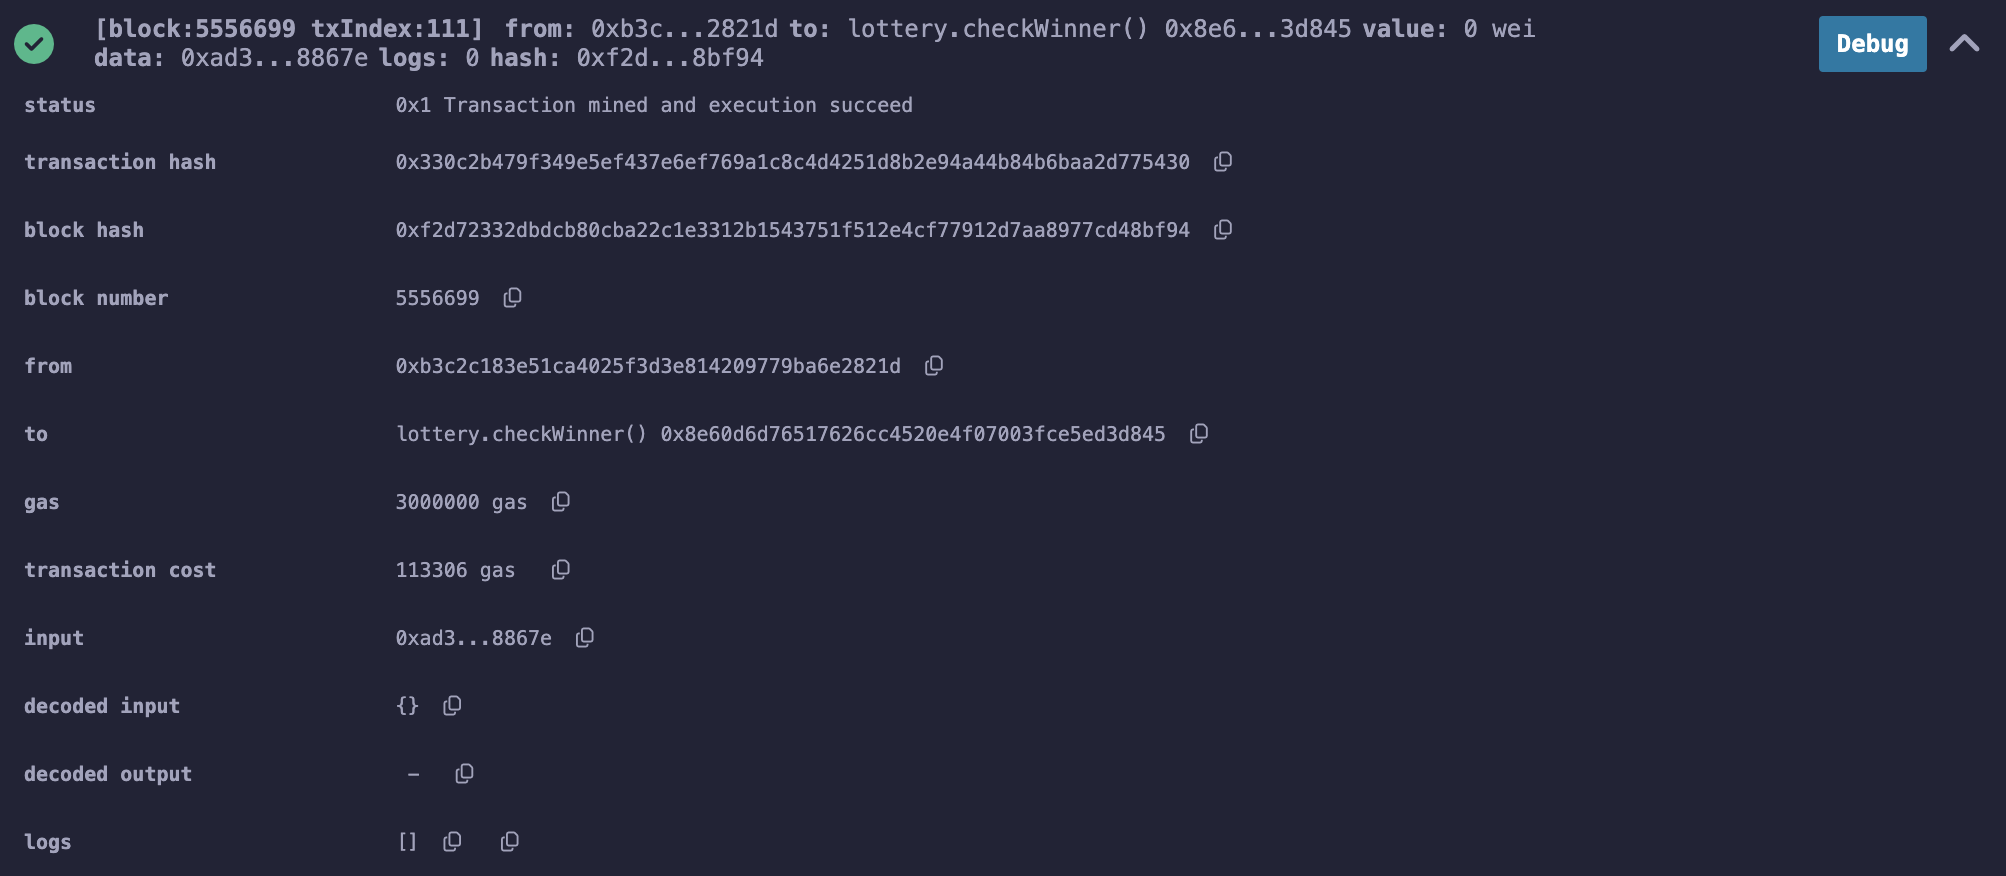 [block:5556699 txIndex:111] from: 0xb3c...2821d to: lottery.checkWinner() 0x8e6...3d845 value: 0 wei
data: 0xad3...8867e logs: 0 hash: 0xf2d...8bf94
Debug
status 0x1 Transaction mined and execution succeed
transaction hash 0x330c2b479f349e5ef437e6ef769a1c8c4d4251d8b2e94a44b84b6baa2d775430
block hash 0xf2d72332dbdcb80cba22c1e3312b1543751f512e4cf77912d7aa8977cd48bf94
block number 5556699
from 0xb3c2c183e51ca4025f3d3e814209779ba6e2821d
to lottery.checkWinner() 0x8e60d6d76517626cc4520e4f07003fce5ed3d845
gas 3000000 gas
transaction cost 113306 gas
input 0xad3...8867e
decoded input {}
decoded output -
logs []